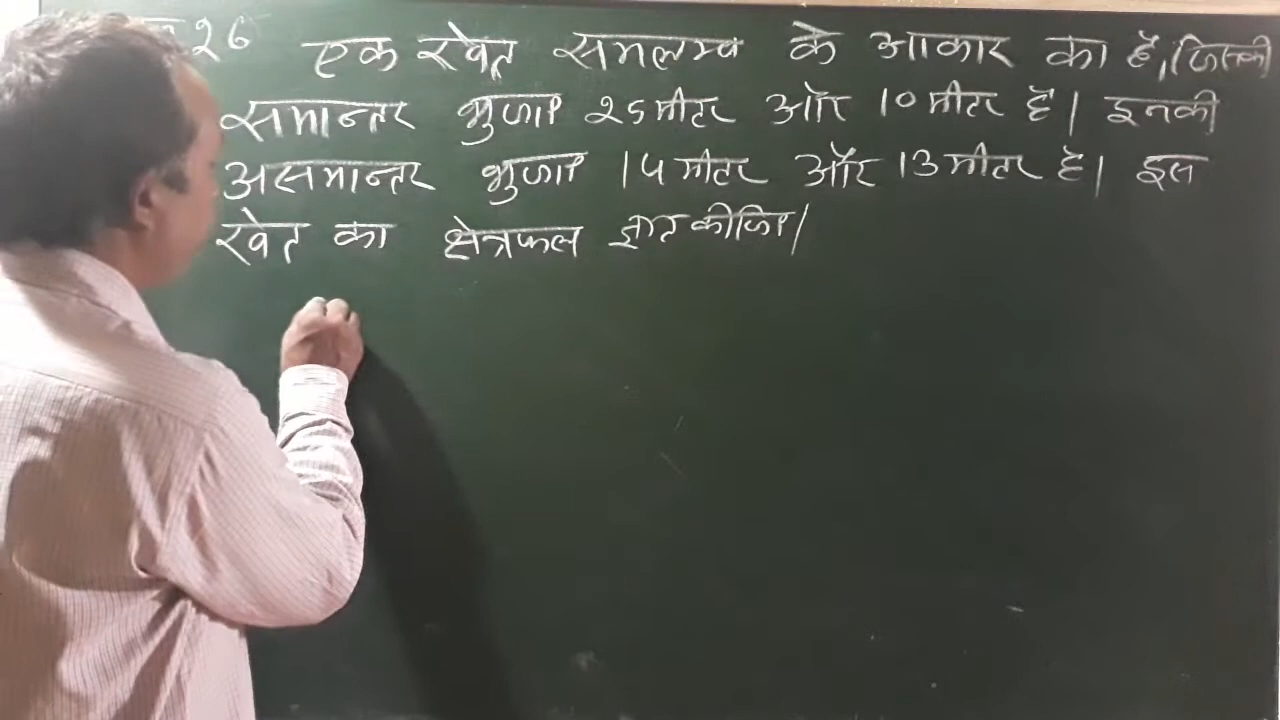 26 एक खेत समलम्ब के आकार का है, जिसकी
समान्तर भुजाएँ 25 मीटर और 10 मीटर है। इनकी
असमान्तर भुजाएँ 14 मीटर और 13 मीटर है। इस
खेत का क्षेत्रफल ज्ञात कीजिए।